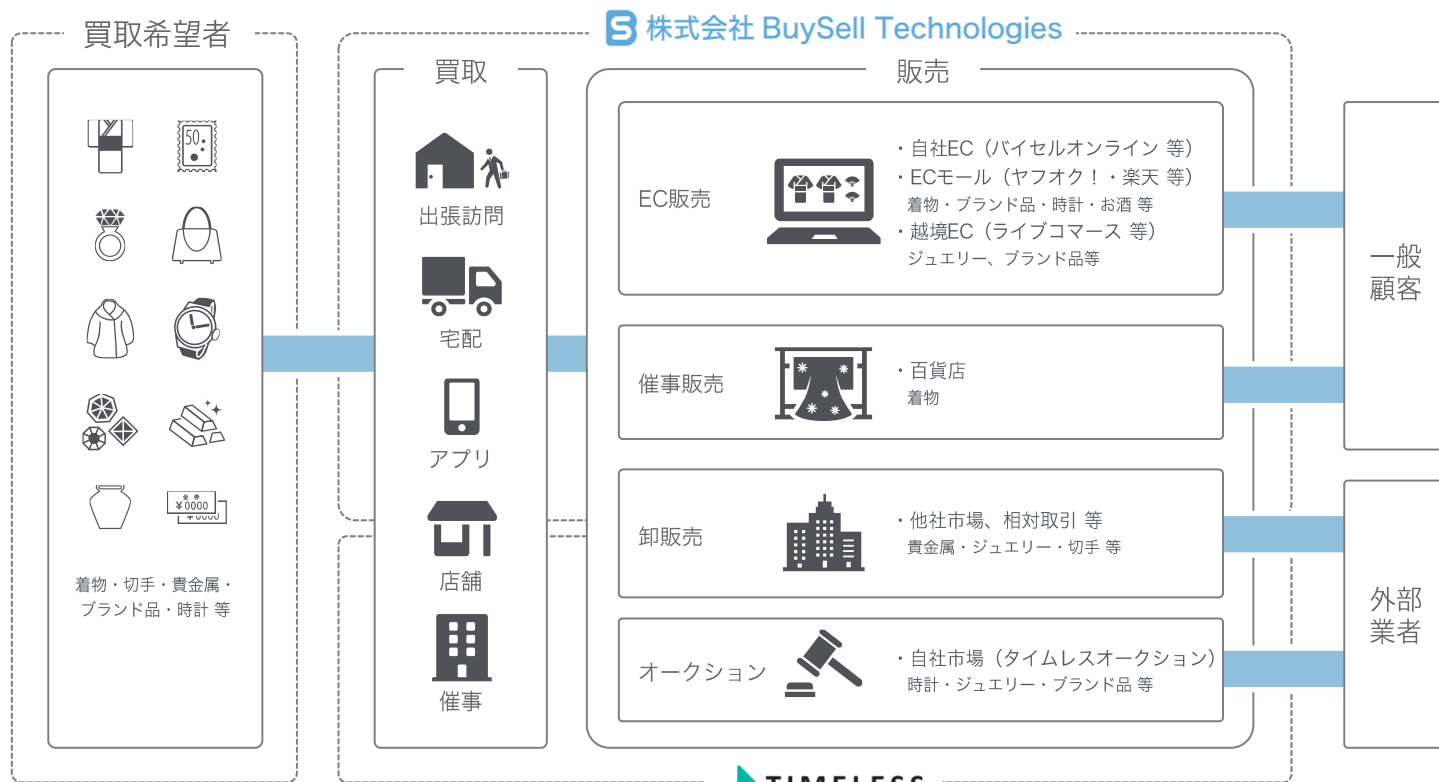 買取希望者
50
金券
¥0000
¥0000
着物・切手・貴金属・
ブランド品・時計 等
S 株式会社 BuySell Technologies
買取
出張訪問
宅配
アプリ
店舗
催事
販売
EC販売
・自社EC（バイセルオンライン 等）
・ECモール（ヤフオク！・楽天 等）
着物・ブランド品・時計・お酒 等
・越境EC（ライブコマース 等）
ジュエリー、ブランド品等
催事販売
・百貨店
着物
卸販売
・他社市場、相対取引 等
貴金属・ジュエリー・切手 等
オークション
・自社市場（タイムレスオークション）
時計・ジュエリー・ブランド品 等
一般
顧客
外部
業者
TIMELESS